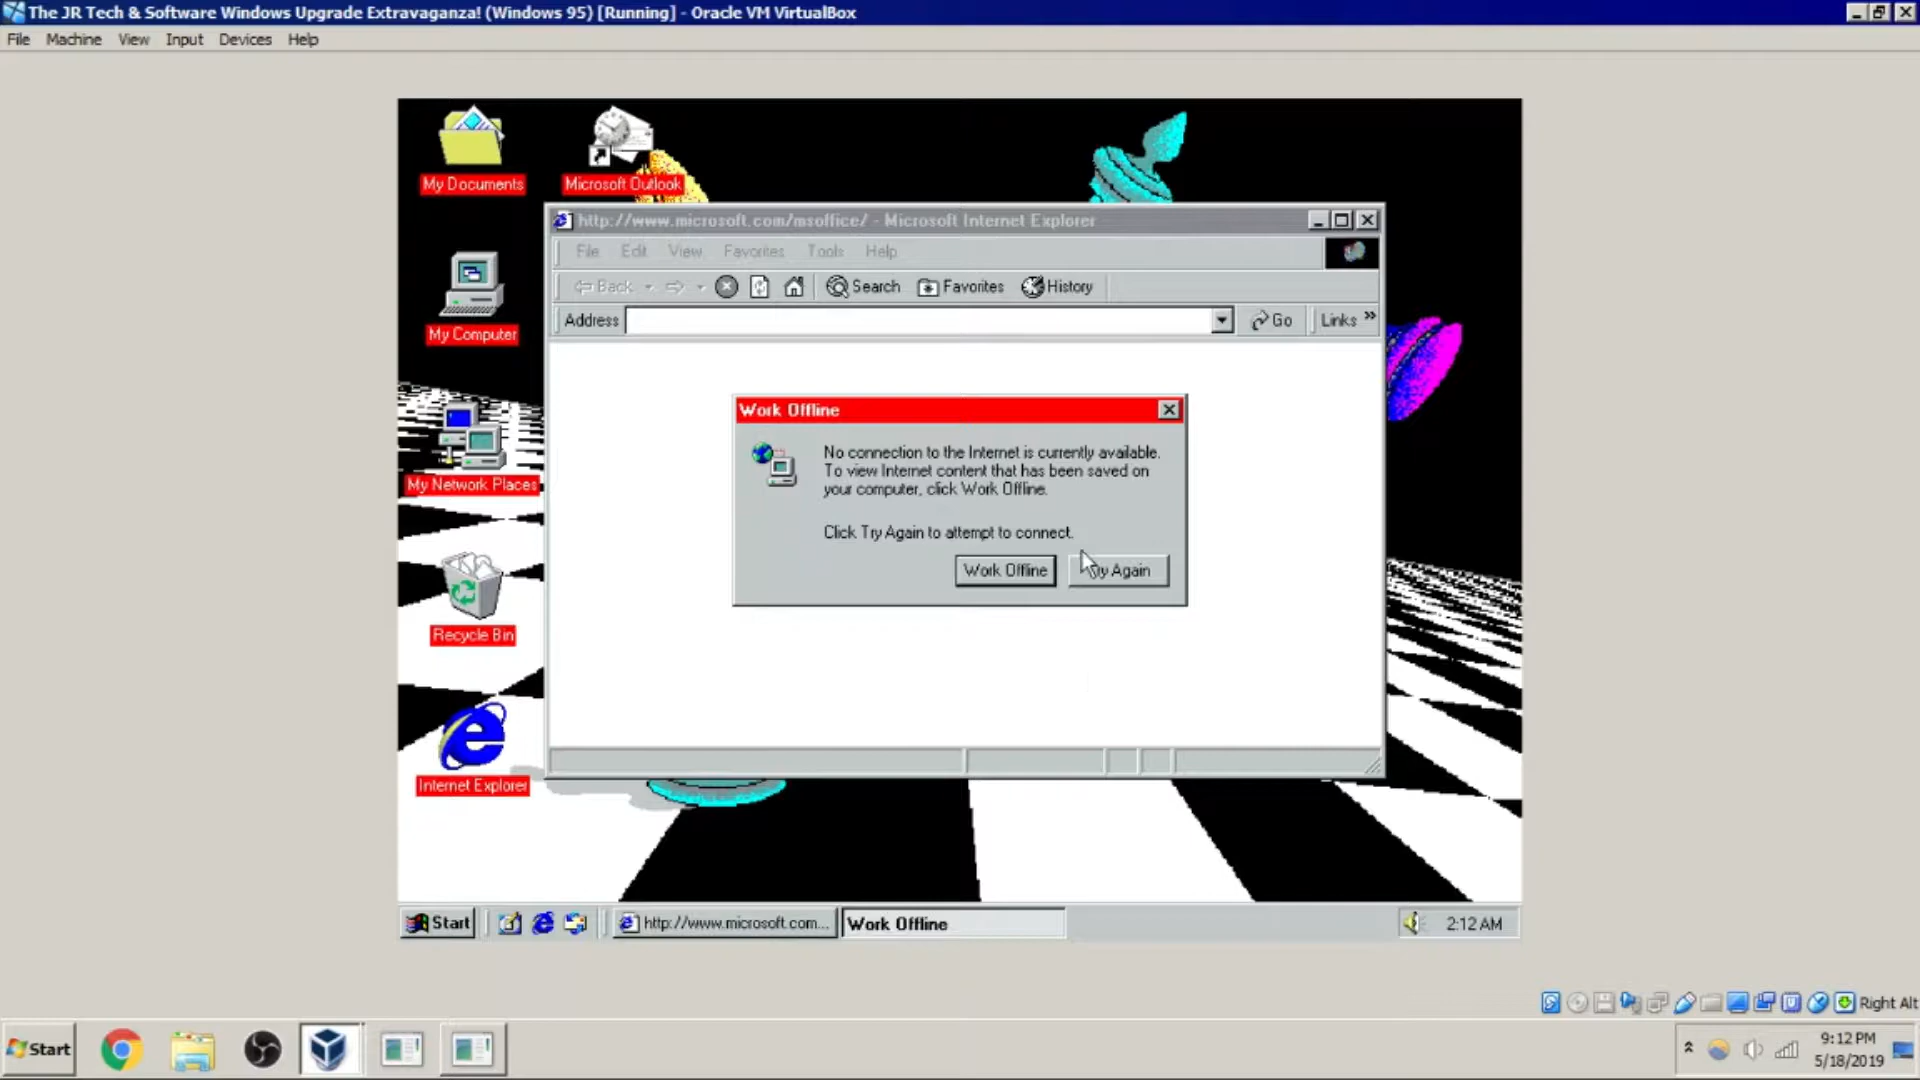 The JR Tech & Software Windows Upgrade Extravaganza! (Windows 95) [Running] - Oracle VM VirtualBox
File Machine View Input Devices Help
My Documents
Microsoft Outlook
http://www.microsoft.com/msoffice/ - Microsoft Internet Explorer
File Edit View Favorites Tools Help
Back Search Favorites History
Address Go Links »
My Computer
Work Offline
No connection to the Internet is currently available.
To view Internet content that has been saved on
your computer, click Work Offline.
Click Try Again to attempt to connect.
Work Offline Try Again
My Network Places
Recycle Bin
Internet Explorer
Start http://www.microsoft.com... Work Offline 2:12 AM
Right Alt
Start 9:12 PM
5/18/2019